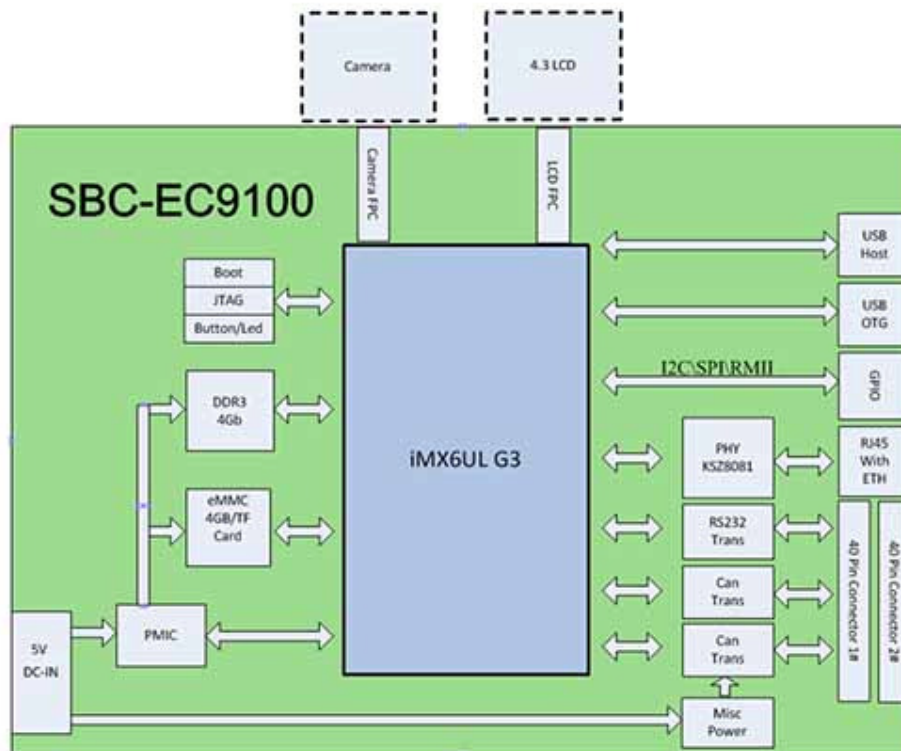 Camera
4.3 LCD
Camera FPC
LCD FPC
SBC-EC9100
USB
Host
Boot
JTAG
Button/Led
USB
OTG
I2C\SPI\RMII
GPIO
DDR3
4Gb
iMX6UL G3
PHY
KSZ8081
RJ45
With
ETH
eMMC
4GB/TF
Card
RS232
Trans
40 Pin Connector 1#
40 Pin Connector 2#
Can
Trans
5V
DC-IN
PMIC
Can
Trans
Misc
Power